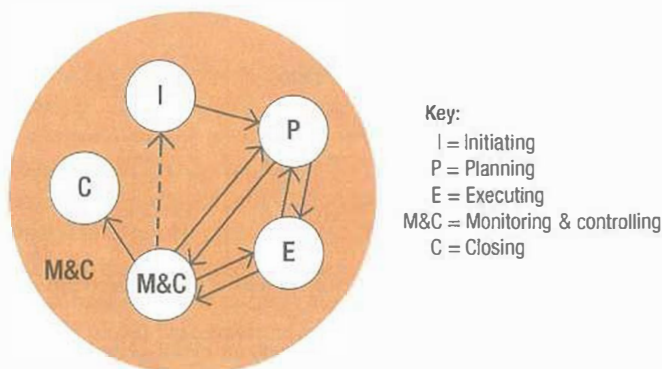 I
P
C
E
M&C
M&C
Key:
I = Initiating
P = Planning
E = Executing
M&C = Monitoring & controlling
C = Closing